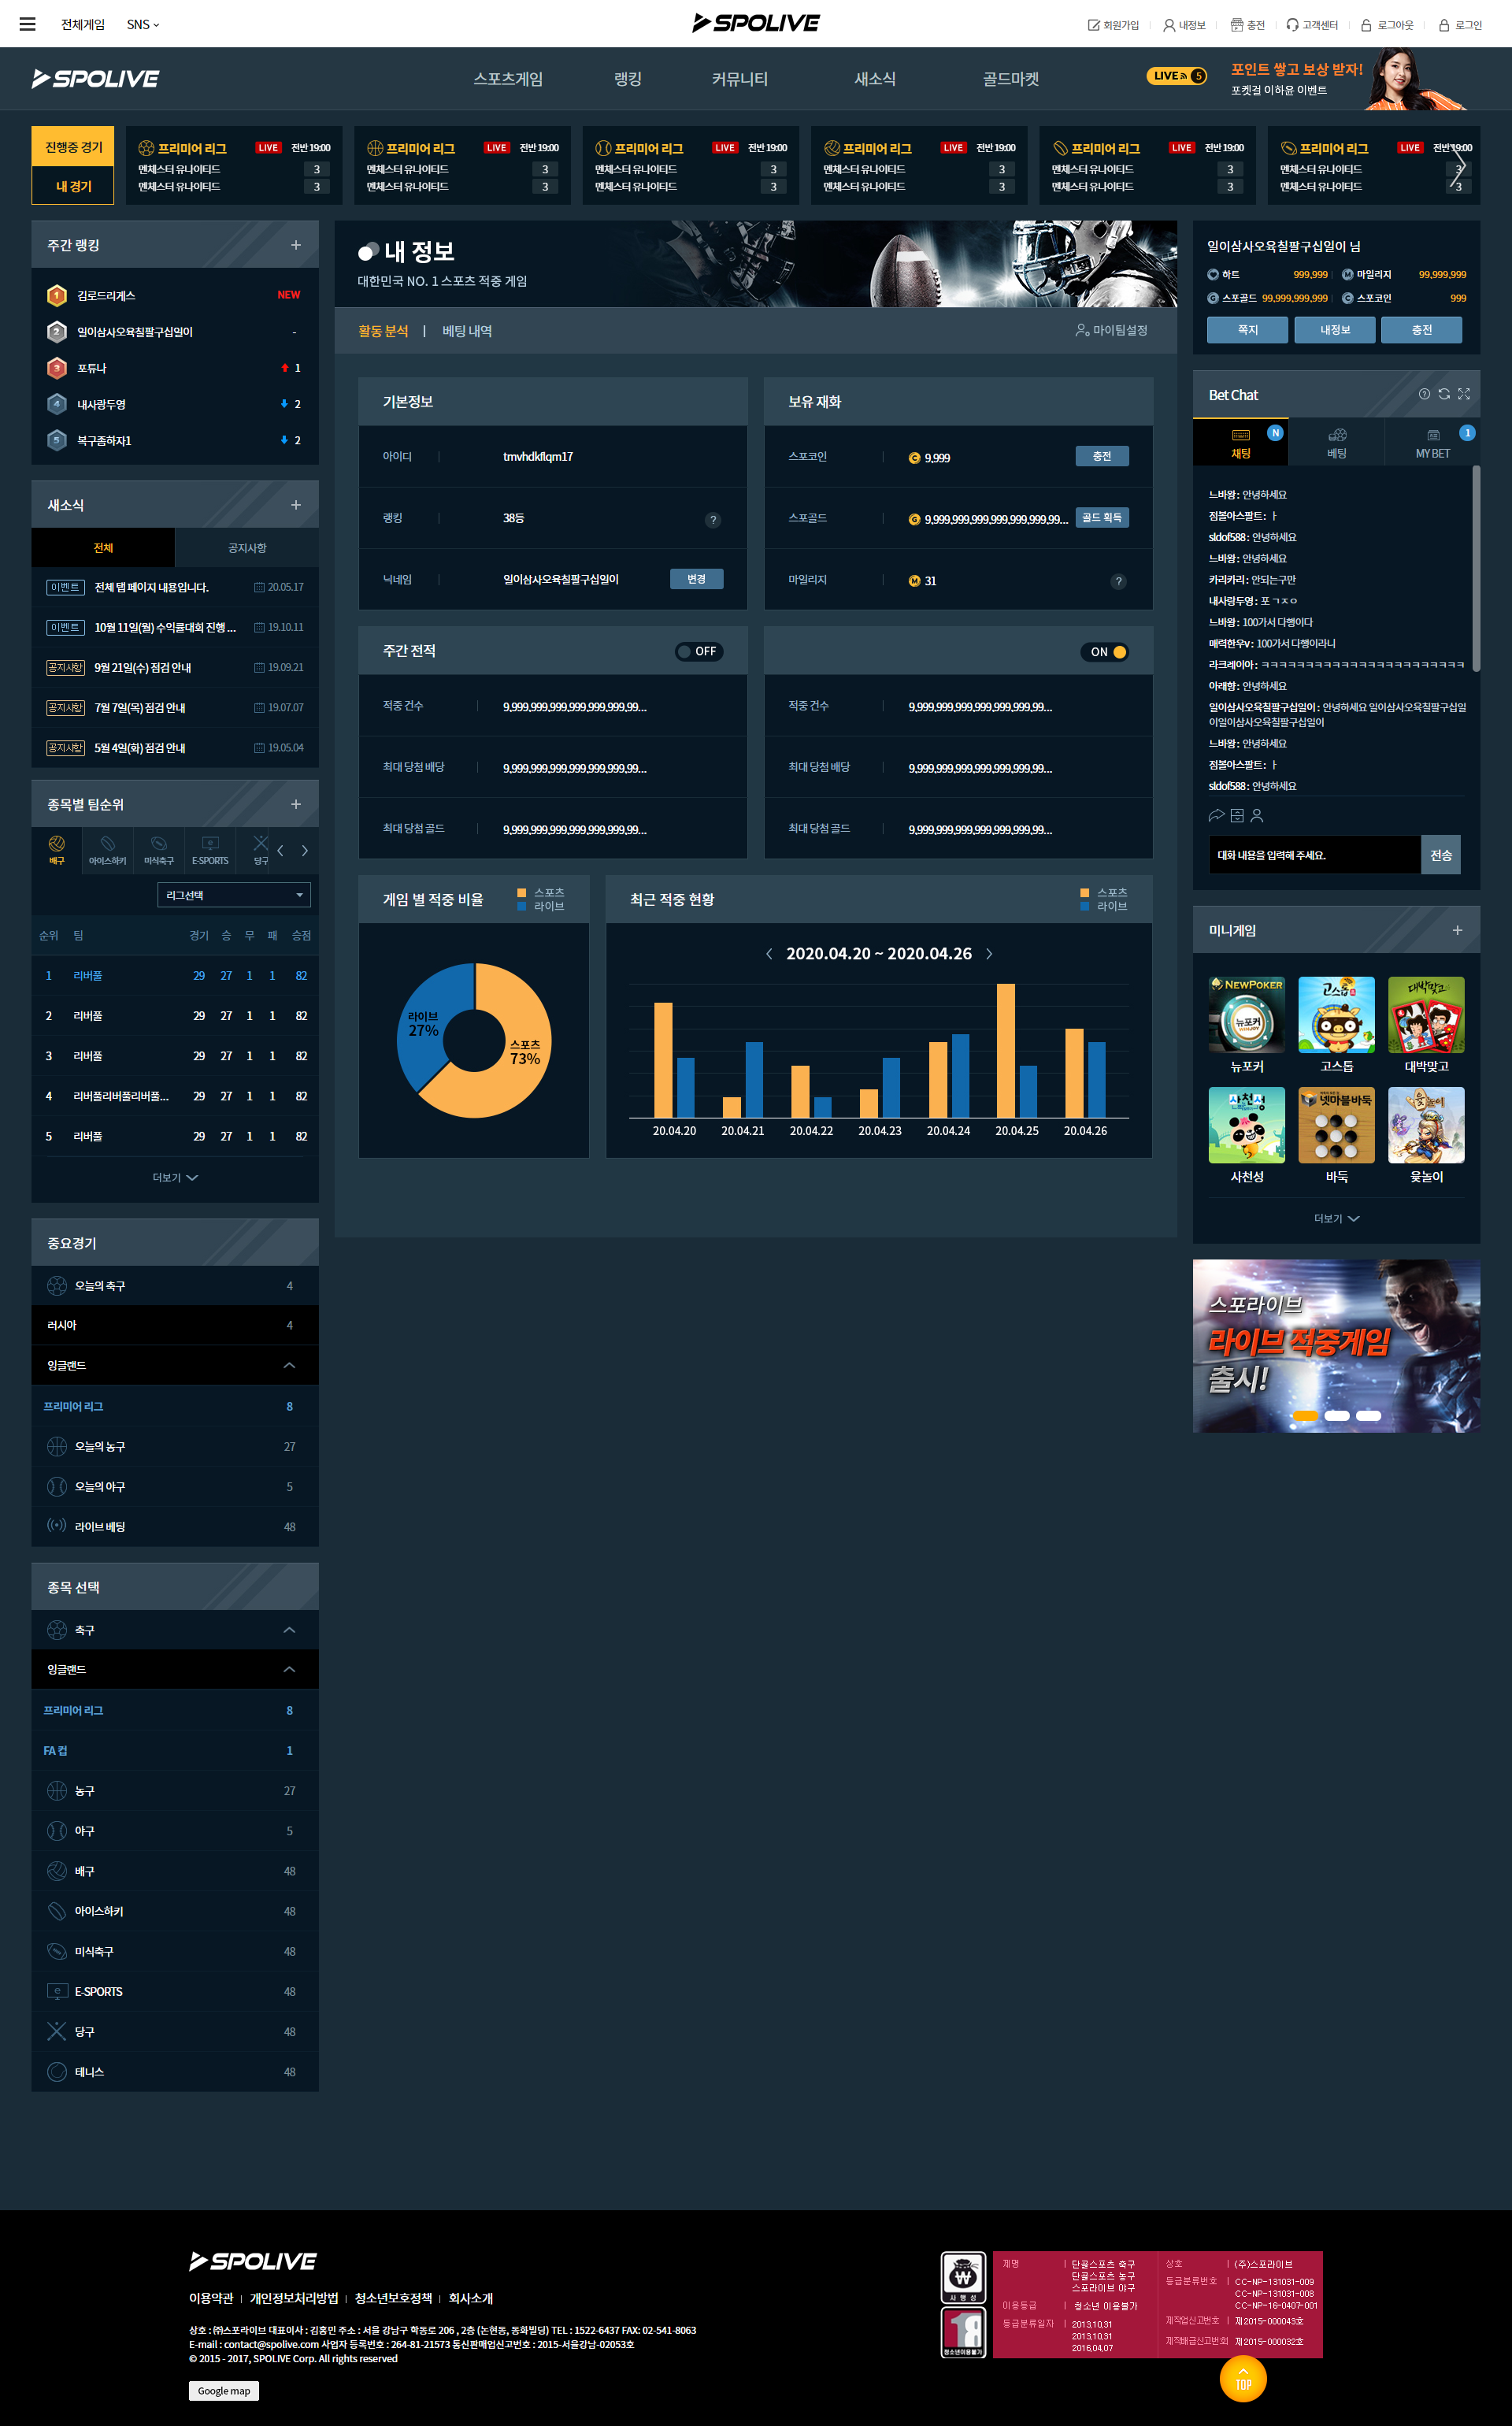 전체게임 SNS
SPOLIVE
회원가입 내정보 충전 고객센터 로그아웃 로그인
SPOLIVE
스포츠게임 랭킹 커뮤니티 새소식 골드마켓
LIVE 5
포인트 쌓고 보상 받자!
포켓걸 이하윤 이벤트
진행중 경기
내 경기
프리미어 리그 LIVE 전반 19:00
맨체스터 유나이티드 3
맨체스터 유나이티드 3
프리미어 리그 LIVE 전반 19:00
맨체스터 유나이티드 3
맨체스터 유나이티드 3
프리미어 리그 LIVE 전반 19:00
맨체스터 유나이티드 3
맨체스터 유나이티드 3
프리미어 리그 LIVE 전반 19:00
맨체스터 유나이티드 3
맨체스터 유나이티드 3
프리미어 리그 LIVE 전반 19:00
맨체스터 유나이티드 3
맨체스터 유나이티드 3
프리미어 리그 LIVE 전반 19:00
맨체스터 유나이티드 3
맨체스터 유나이티드 3
주간 랭킹
1 김로드리게스 NEW
2 일이삼사오육칠팔구십일이 -
3 포튜나 1
4 내사랑두영 2
5 복구좀하자1 2
새소식
전체 공지사항
이벤트 전체 탭 페이지 내용입니다. 20.05.17
이벤트 10월 11일(월) 수익률대회 진행 ... 19.10.11
공지사항 9월 21일(수) 점검 안내 19.09.21
공지사항 7월 7일(목) 점검 안내 19.07.07
공지사항 5월 4일(화) 점검 안내 19.05.04
종목별 팀순위
배구 아이스하키 미식축구 E-SPORTS 당구
리그선택
순위 팀 경기 승 무 패 승점
1 리버풀 29 27 1 1 82
2 리버풀 29 27 1 1 82
3 리버풀 29 27 1 1 82
4 리버풀리버풀리버풀... 29 27 1 1 82
5 리버풀 29 27 1 1 82
더보기
중요경기
오늘의 축구 4
러시아 4
잉글랜드
프리미어 리그 8
오늘의 농구 27
오늘의 야구 5
라이브 베팅 48
종목 선택
축구
잉글랜드
프리미어 리그 8
FA 컵 1
농구 27
야구 5
배구 48
아이스하키 48
미식축구 48
E-SPORTS 48
당구 48
테니스 48
내 정보
대한민국 NO. 1 스포츠 적중 게임
활동 분석 | 베팅 내역 마이팀설정
기본정보
아이디 tmvhdkflqm17
랭킹 38등 ?
닉네임 일이삼사오육칠팔구십일이 변경
보유 재화
스포코인 C 9,999 충전
스포골드 G 9,999,999,999,999,999,999,99... 골드 획득
마일리지 M 31 ?
주간 전적 OFF
적중 건수 9,999,999,999,999,999,999,99...
최대 당첨 배당 9,999,999,999,999,999,999,99...
최대 당첨 골드 9,999,999,999,999,999,999,99...
ON
적중 건수 9,999,999,999,999,999,999,99...
최대 당첨 배당 9,999,999,999,999,999,999,99...
최대 당첨 골드 9,999,999,999,999,999,999,99...
게임 별 적중 비율 스포츠
라이브
라이브
27%
스포츠
73%
최근 적중 현황 스포츠
라이브
2020.04.20 ~ 2020.04.26
20.04.20 20.04.21 20.04.22 20.04.23 20.04.24 20.04.25 20.04.26
일이삼사오육칠팔구십일이 님
하트 999,999 M 마일리지 99,999,999
G 스포골드 99,999,999,999 C 스포코인 999
쪽지 내정보 충전
Bet Chat ?
채팅 N 베팅 MY BET 1
느바왕 : 안녕하세요
점볼아스팔트 : ㅏ
sldof588 : 안녕하세요
느바왕 : 안녕하세요
카리카리 : 안되는구만
내사랑두영 : 포 ㄱㅈㅇ
느바왕 : 100가서 다행이다
매력한우v : 100가서 다행이라니
라크레이아 : ㅋㅋㅋㅋㅋㅋㅋㅋㅋㅋㅋㅋㅋㅋㅋㅋㅋㅋㅋㅋㅋㅋㅋ
아래향 : 안녕하세요
일이삼사오육칠팔구십일이 : 안녕하세요 일이삼사오육칠팔구십일
이일이삼사오육칠팔구십일이
느바왕 : 안녕하세요
점볼아스팔트 : ㅏ
sldof588 : 안녕하세요
대화 내용을 입력해 주세요. 전송
미니게임
NEWPOKER
뉴포커
고스톱
대박맞고
뉴포커 고스톱 대박맞고
사천성
넷마블바둑
윷놀이
사천성 바둑 윷놀이
더보기
스포라이브
라이브 적중게임
출시!
SPOLIVE
이용약관 | 개인정보처리방법 | 청소년보호정책 | 회사소개
상호 : ㈜스포라이브 대표이사 : 김홍민 주소 : 서울 강남구 학동로 206 , 2층 (논현동, 동화빌딩) TEL : 1522-6437 FAX: 02-541-8063
E-mail : contact@spolive.com 사업자 등록번호 : 264-81-21573 통신판매업신고번호 : 2015-서울강남-02053호
© 2015 - 2017, SPOLIVE Corp. All rights reserved
Google map
사행성
18
청소년이용불가
제명 | 단골스포츠 축구
단골스포츠 농구
스포라이브 야구
이용등급 | 청소년 이용불가
등급분류일자 | 2013.10.31
2013.10.31
2016.04.07
상호 | (주)스포라이브
등급분류번호 | CC-NP-131031-009
CC-NP-131031-008
CC-NP-16-0407-001
제작업신고번호 | 제2015-000043호
제작배급신고번호 | 제2015-000032호
TOP